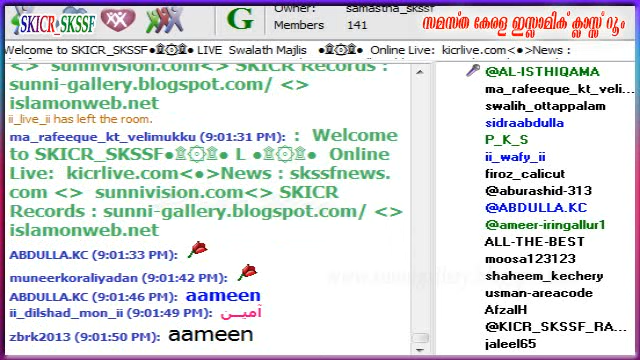 SKICR SKSSF
G
Owner samastha_skssf
Members 141
സമസ്ത കേരള ഇസ്ലാമിക് ക്ലാസ്സ് റൂം
Welcome to SKICR_SKSSF●۩۞۩● LIVE Swalath Majlis ●۩۞۩● Online Live: kicrlive.com<●>News :
<> sunnivision.com<> SKICR Records :
sunni-gallery.blogspot.com/ <>
islamonweb.net
ii_live_ii has left the room.
ma_rafeeque_kt_velimukku (9:01:31 PM): : Welcome
to SKICR_SKSSF●۩۞۩● L ●۩۞۩● Online
Live: kicrlive.com<●>News : skssfnews.
com <> sunnivision.com<> SKICR
Records : sunni-gallery.blogspot.com/ <>
islamonweb.net
ABDULLA.KC (9:01:33 PM):
muneerkoraliyadan (9:01:42 PM):
ABDULLA.KC (9:01:46 PM): aameen
ii_dilshad_mon_ii (9:01:49 PM): آميــن
zbrk2013 (9:01:50 PM): aameen
@AL-ISTHIQAMA
ma_rafeeque_kt_veli...
swalih_ottappalam
sidraabdulla
P_K_S
ii_wafy_ii
firoz_calicut
@aburashid-313
@ABDULLA.KC
@ameer-iringallur1
ALL-THE-BEST
moosa123123
shaheem_kechery
usman-areacode
AfzalH
@KICR_SKSSF_RA...
jaleel65